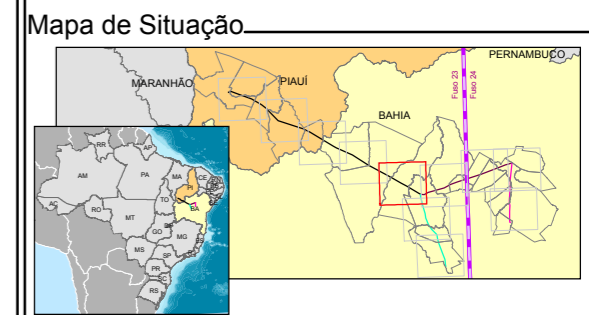 Mapa de Situação
PERNAMBUCO
MARANHÃO
PIAUÍ
Fuso 23
Fuso 24
BAHIA
RR
AP
AM
PA
MA
CE
PI
AC
RO
TO
BA
MT
GO
MG
MS
SP
PR
SC
RS